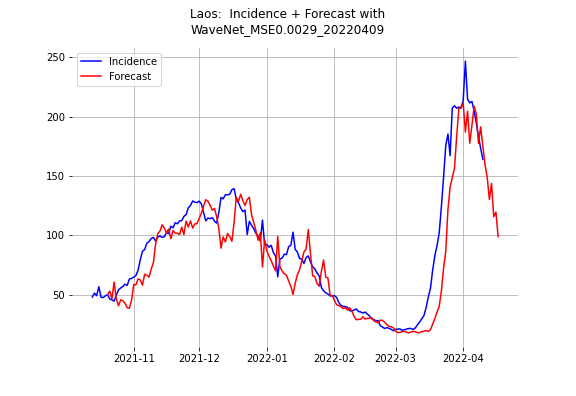 Laos:  Incidence + Forecast with
WaveNet_MSE0.0029_20220409
Incidence
Forecast
250
200
150
100
50
2021-11
2021-12
2022-01
2022-02
2022-03
2022-04